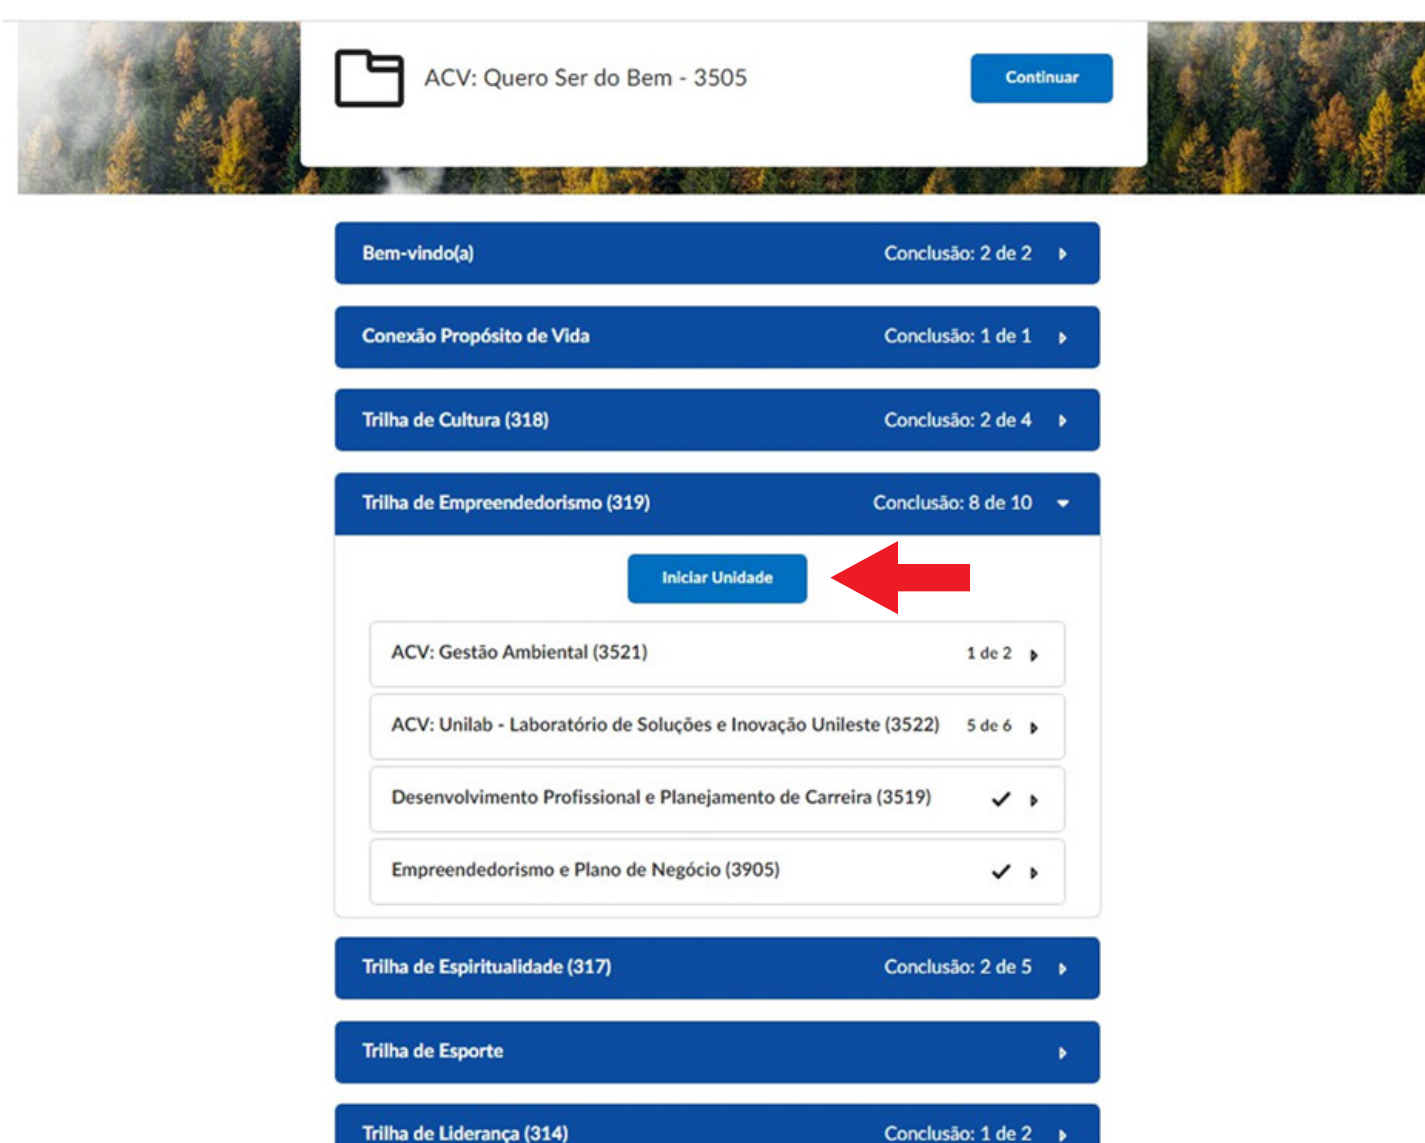 ACV: Quero Ser do Bem - 3505
Continuar
Bem-vindo(a) Conclusão: 2 de 2
Conexão Propósito de Vida Conclusão: 1 de 1
Trilha de Cultura (318) Conclusão: 2 de 4
Trilha de Empreendedorismo (319) Conclusão: 8 de 10
Iniciar Unidade
ACV: Gestão Ambiental (3521) 1 de 2
ACV: Unilab - Laboratório de Soluções e Inovação Unileste (3522) 5 de 6
Desenvolvimento Profissional e Planejamento de Carreira (3519)
Empreendedorismo e Plano de Negócio (3905)
Trilha de Espiritualidade (317) Conclusão: 2 de 5
Trilha de Esporte
Trilha de Liderança (314) Conclusão: 1 de 2